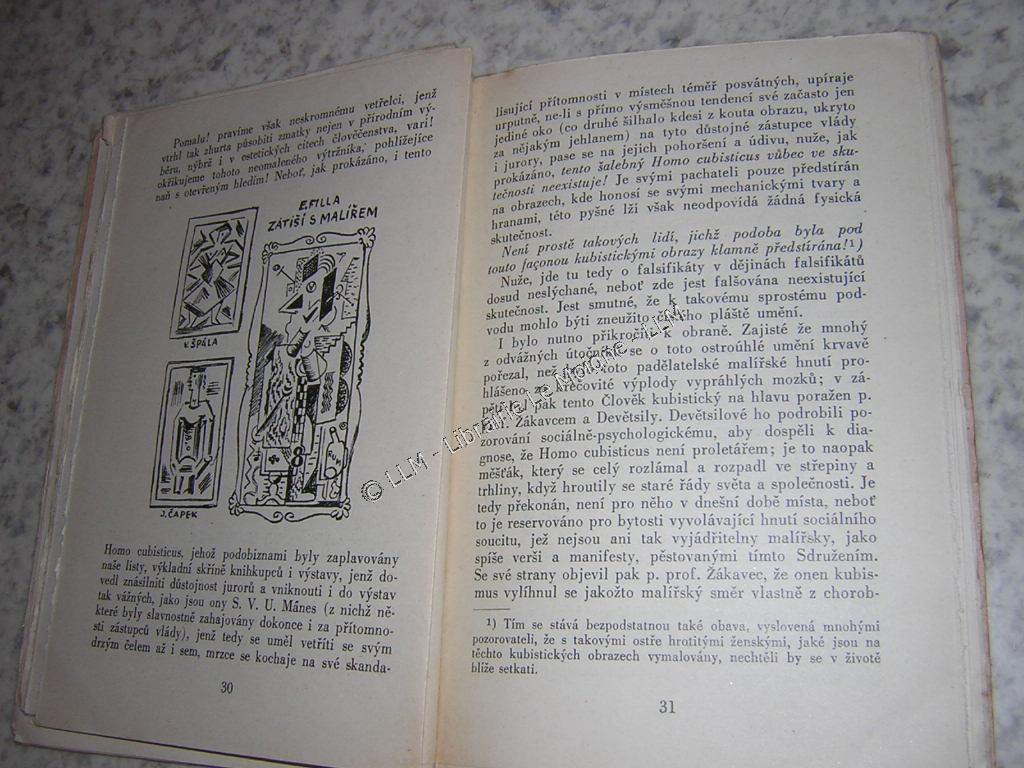 Pomalu! pravíme však neskromnému vetřelci, jenž
vtrhl tak zhurta působiti zmatky nejen v přírodním vý-
běru, nýbrž i v estetických citech člověčenstva, vari!
okřikujeme tohoto neomaleného výtržníka, pohlížejíce
naň s otevřeným hledím! Neboť, jak prokázáno, i tento
E.FILLA
ZÁTIŠÍ S MALÍŘEM
V.ŠPÁLA
J.ČAPEK
Homo cubisticus, jehož podobiznami byly zaplavovány
naše listy, výkladní skříně knihkupců i výstavy, jenž do-
vedl znásilniti důstojnost jurorů a vniknouti i do výstav
tak vážných, jako jsou ony S. V. U. Mánes (z nichž ně-
které byly slavnostně zahajovány dokonce i za přítomno-
sti zástupců vlády), jenž tedy se uměl vetříti se svým
drzým čelem až i sem, mrzce se kochaje na své skanda-
30
lisující přítomnosti v místech téměř posvátných, upíraje
urputně, ne-li s přímo výsměšnou tendencí své začasto jen
jediné oko (co druhé šilhalo kdesi z kouta obrazu, ukryto
za nějakým jehlanem) na tyto důstojné zástupce vlády
i jurory, pase se na jejich pohoršení a údivu, nuže, jak
prokázáno, tento šalebný Homo cubisticus vůbec ve sku-
tečnosti neexistuje! Je svými pachateli pouze předstírán
na obrazech, kde honosí se svými mechanickými tvary a
hranami, této pyšné lži však neodpovídá žádná fysická
skutečnost.
Není prostě takových lidí, jichž podoba byla pod
touto façonou kubistickými obrazy klamně předstírána!¹)
Nuže, jde tu tedy o falsifikáty v dějinách falsifikátů
dosud neslýchané, neboť zde jest falšována neexistující
skutečnost. Jest smutné, že k takovému sprostému pod-
vodu mohlo býti zneužito čistého pláště umění.
I bylo nutno přikročiti k obraně. Zajisté že mnohý
z odvážných útočníků se o toto ostroúhlé umění krvavě
pořezal, než bylo toto padělatelské malířské hnutí pro-
hlášeno za křečovité výplody vyprahlých mozků; v zá-
pětí pak tento Člověk kubistický na hlavu poražen p.
Žákavcem a Devětsily. Devětsilové ho podrobili po-
zorování sociálně-psychologickému, aby dospěli k dia-
gnose, že Homo cubisticus není proletářem; je to naopak
měšťák, který se celý rozlámal a rozpadl ve střepiny a
trhliny, když hroutily se staré řády světa a společnosti. Je
tedy překonán, není pro něho v dnešní době místa, neboť
to je reservováno pro bytosti vyvolávající hnutí sociálního
soucitu, jež nejsou ani tak vyjádřitelny malířsky, jako
spíše verši a manifesty, pěstovanými tímto Sdružením.
Se své strany objevil pak p. prof. Žákavec, že onen kubis-
mus vylíhnul se jakožto malířský směr vlastně z chorob-
¹) Tím se stává bezpodstatnou také obava, vyslovená mnohými
pozorovateli, že s takovými ostře hrotitými ženskými, jaké jsou na
těchto kubistických obrazech vymalovány, nechtěli by se v životě
blíže setkati.
31
© LLM - Librairie Le Monde - LLM